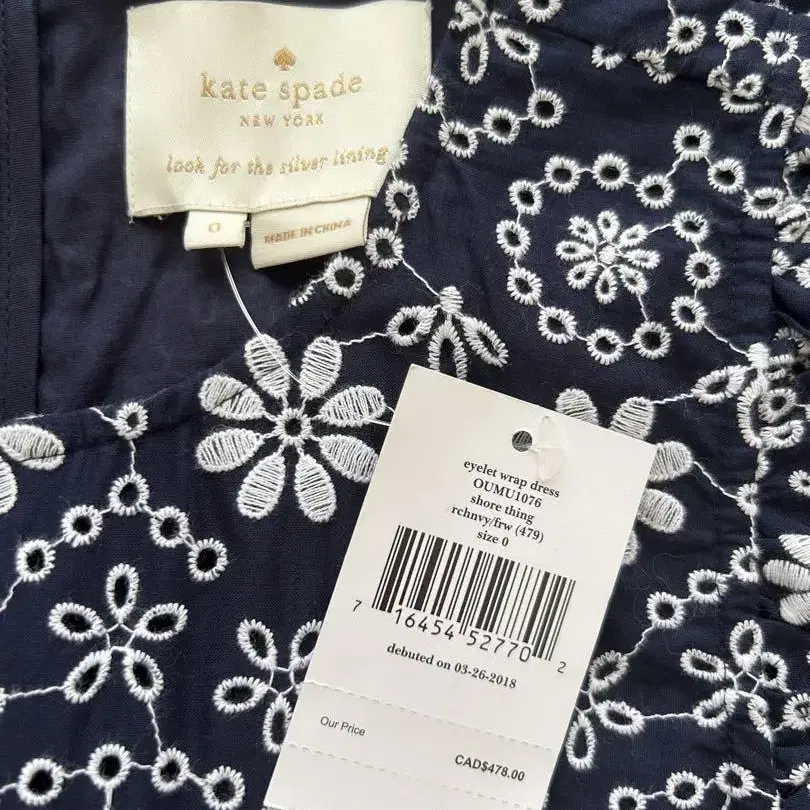 kate spade
NEW YORK
look for the silver lining
0
MADE IN CHINA
eyelet wrap dress
OUMU1076
shore thing
rchnvy/frw (479)
size 0
7 16454 52770 2
debuted on 03-26-2018
Our Price
CAD$478.00